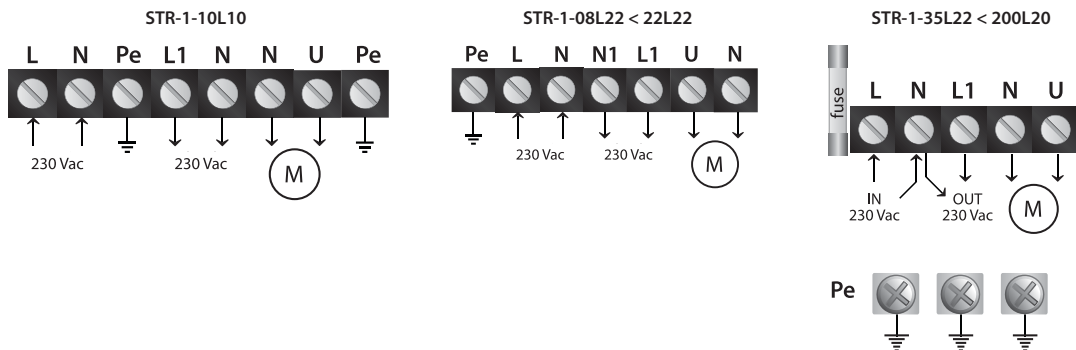 STR-1-10L10
L N Pe L1 N N U Pe
230 Vac 230 Vac M
STR-1-08L22 < 22L22
Pe L N N1 L1 U N
230 Vac 230 Vac M
STR-1-35L22 < 200L20
fuse
L N L1 N U
IN OUT
230 Vac 230 Vac M
Pe